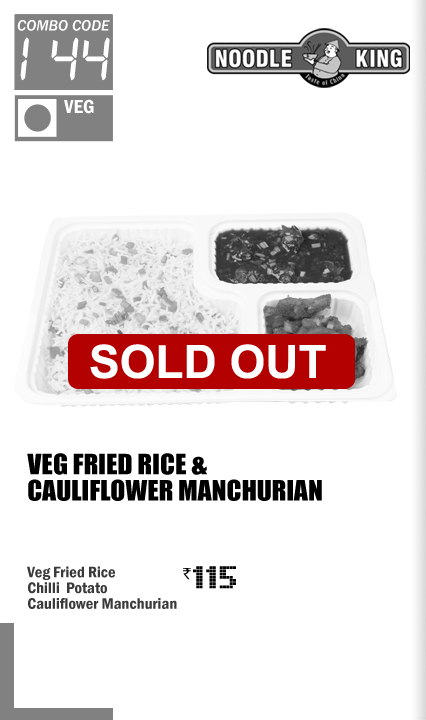 COMBO CODE
144
VEG
NOODLE KING
Taste of China
SOLD OUT
VEG FRIED RICE &
CAULIFLOWER MANCHURIAN
Veg Fried Rice
₹115
Chilli Potato
Cauliflower Manchurian